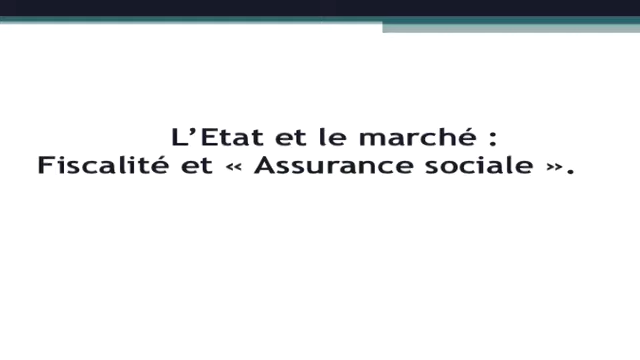 L’Etat et le marché :
Fiscalité et « Assurance sociale ».